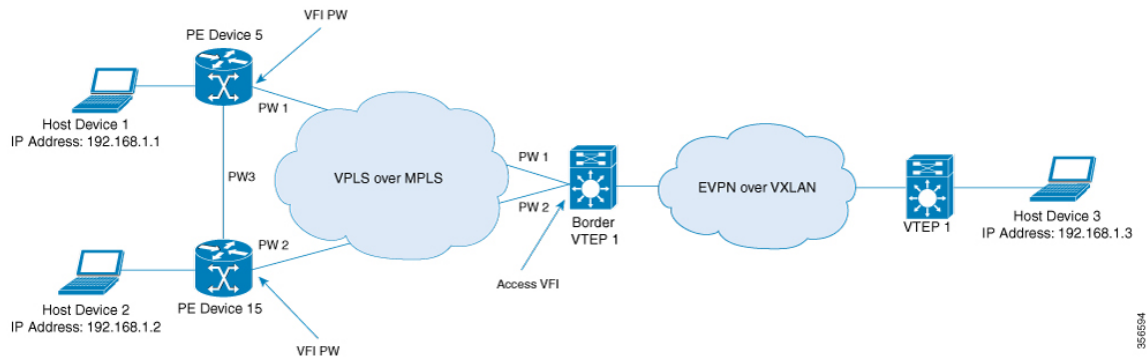 VFI PW
PE Device 5
PW 1
Host Device 1
IP Address: 192.168.1.1
PW3
VPLS over MPLS
PW 1
PW 2
Border
VTEP 1
EVPN over VXLAN
VTEP 1
Host Device 3
IP Address: 192.168.1.3
Access VFI
PW 2
Host Device 2
IP Address: 192.168.1.2
PE Device 15
VFI PW
356594